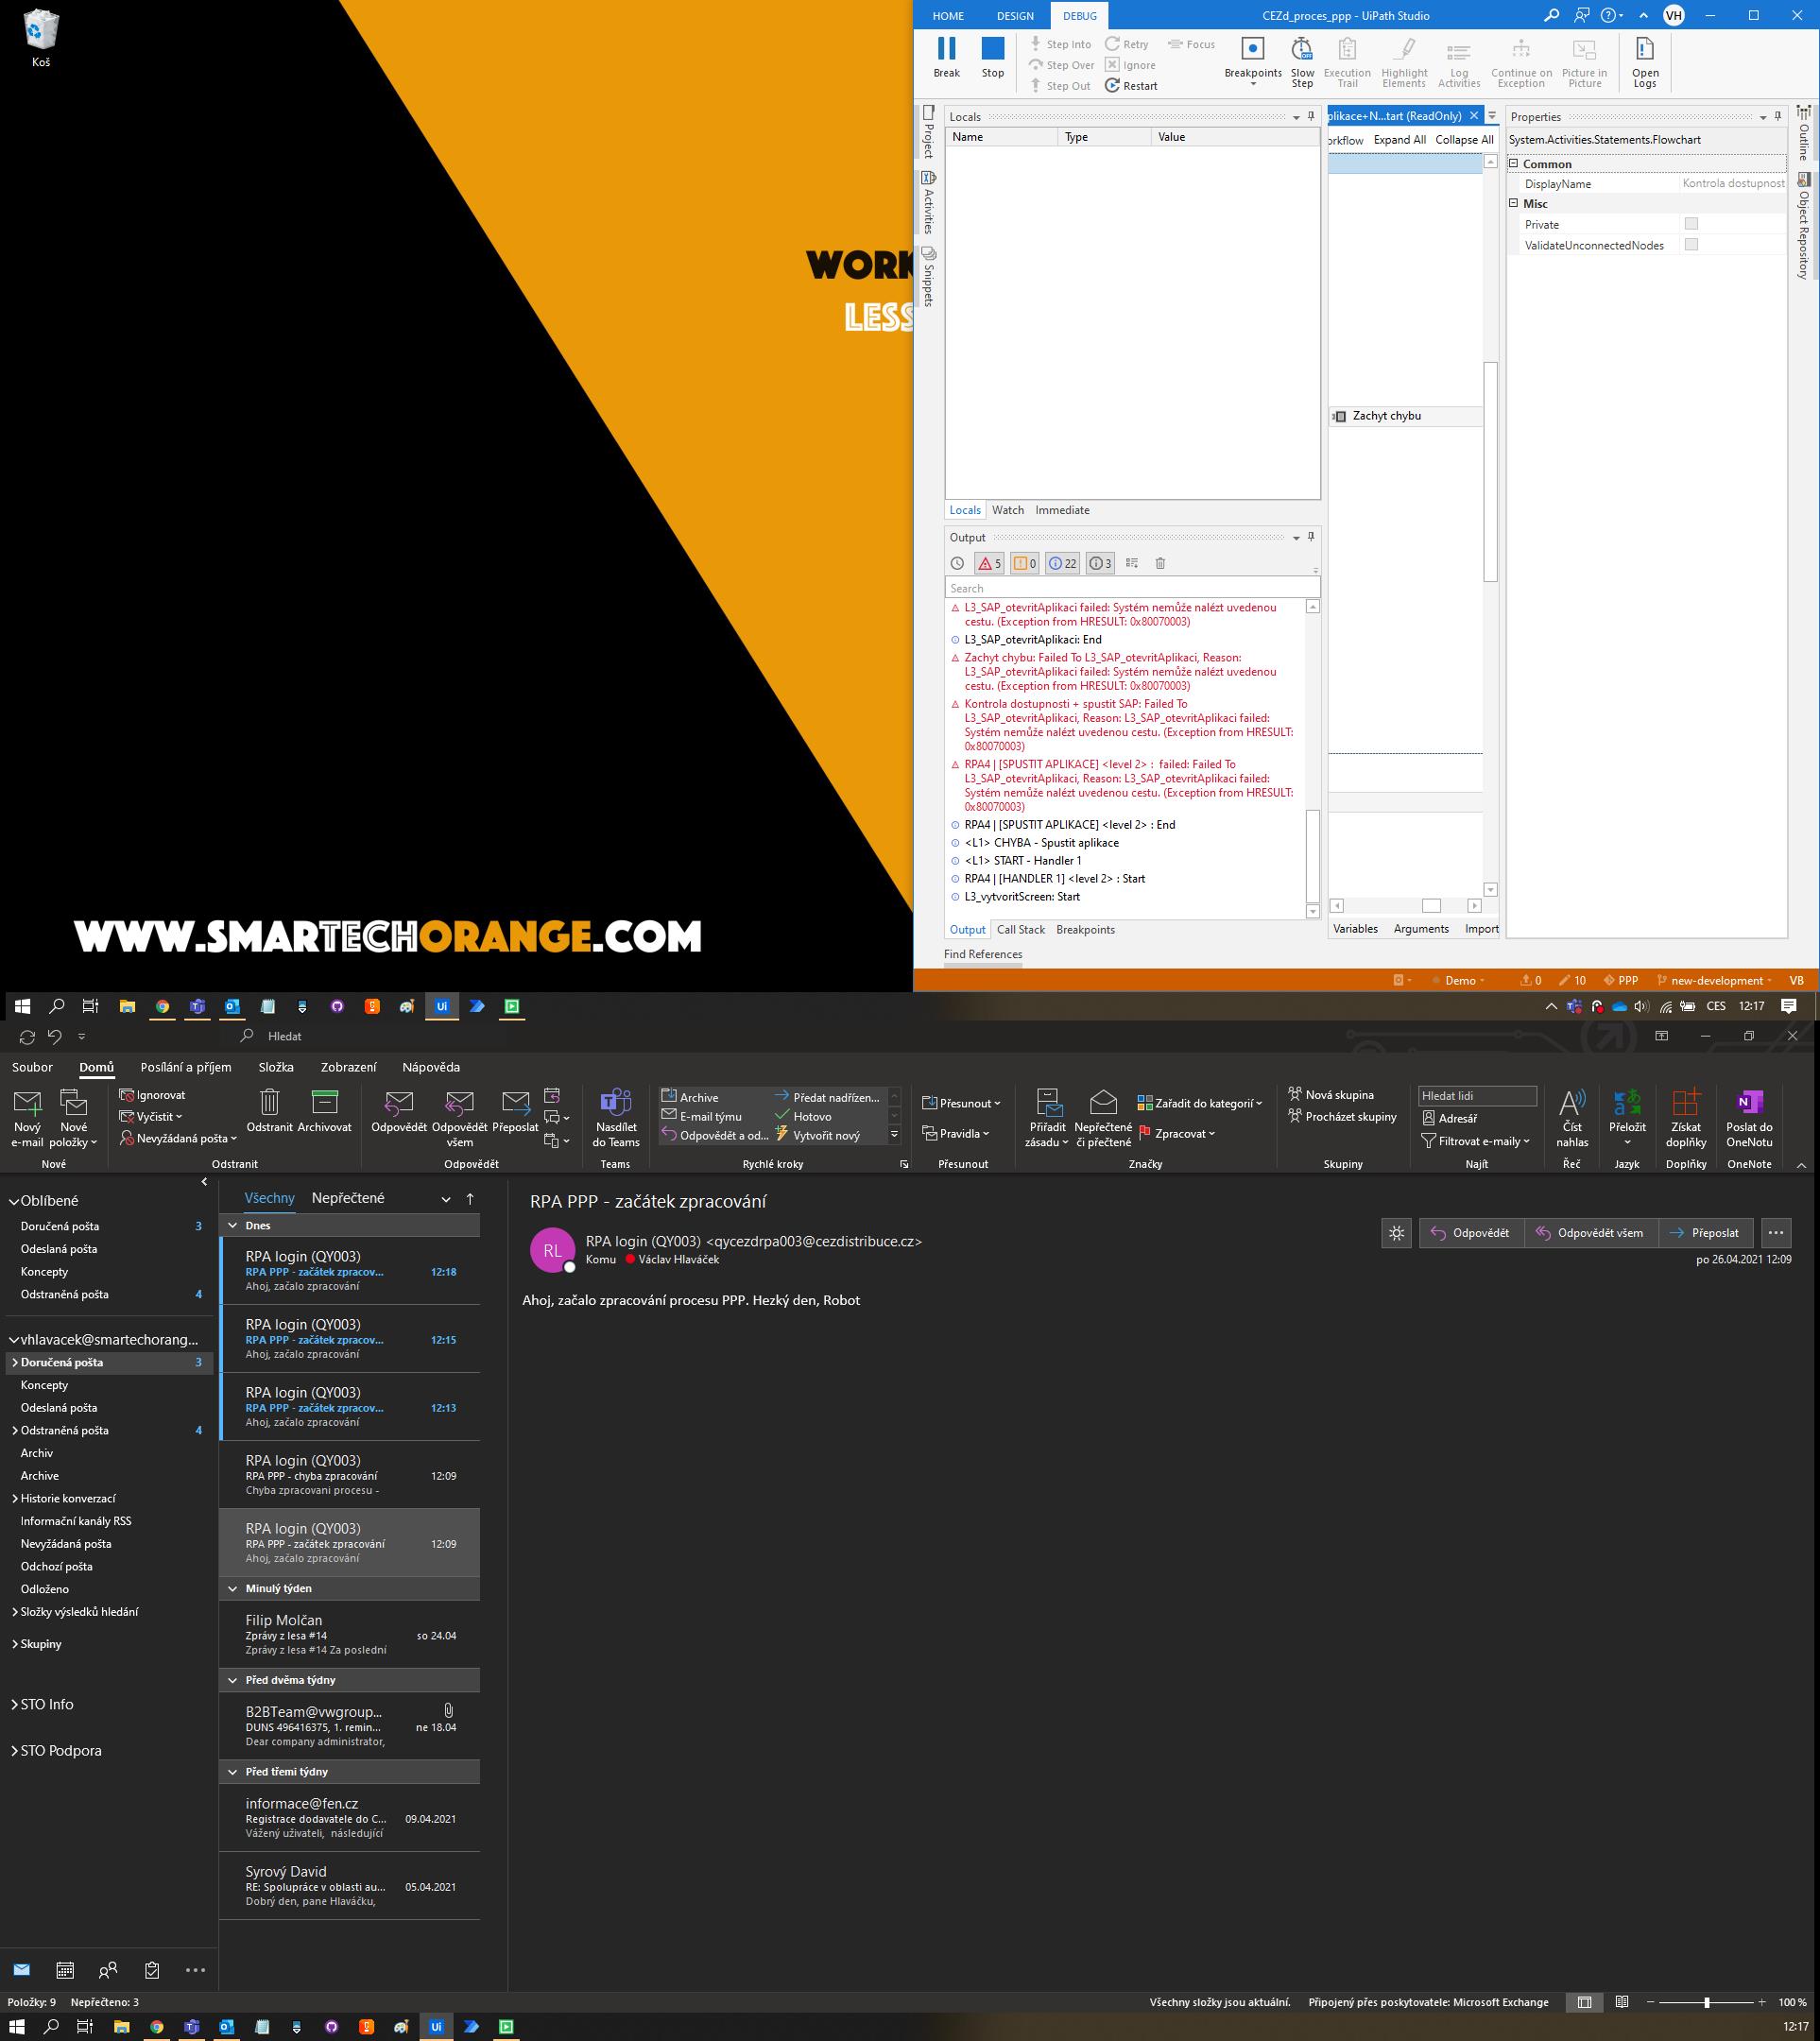 Koš
WORK
LESS
WWW.SMARTECHORANGE.COM
HOME
DESIGN
DEBUG
CEZd_proces_ppp - UiPath Studio
VH
Break
Stop
Step Into
Step Over
Step Out
Retry
Ignore
Restart
Focus
Breakpoints
Slow Step
Execution Trail
Highlight Elements
Log Activities
Continue on Exception
Picture in Picture
Open Logs
Project
Activities
Snippets
Locals
Name
Type
Value
Locals
Watch
Immediate
Output
5
0
22
3
Search
L3_SAP_otevritAplikaci failed: Systém nemůže nalézt uvedenou
cestu. (Exception from HRESULT: 0x80070003)
L3_SAP_otevritAplikaci: End
Zachyt chybu: Failed To L3_SAP_otevritAplikaci, Reason:
L3_SAP_otevritAplikaci failed: Systém nemůže nalézt uvedenou
cestu. (Exception from HRESULT: 0x80070003)
Kontrola dostupnosti + spustit SAP: Failed To
L3_SAP_otevritAplikaci, Reason: L3_SAP_otevritAplikaci failed:
Systém nemůže nalézt uvedenou cestu. (Exception from HRESULT:
0x80070003)
RPA4 | [SPUSTIT APLIKACE] <level 2> :  failed: Failed To
L3_SAP_otevritAplikaci, Reason: L3_SAP_otevritAplikaci failed:
Systém nemůže nalézt uvedenou cestu. (Exception from HRESULT:
0x80070003)
RPA4 | [SPUSTIT APLIKACE] <level 2> : End
<L1> CHYBA - Spustit aplikace
<L1> START - Handler 1
RPA4 | [HANDLER 1] <level 2> : Start
L3_vytvoritScreen: Start
Output
Call Stack
Breakpoints
Find References
plikace+N...tart (ReadOnly)
orkflow
Expand All
Collapse All
Zachyt chybu
Variables
Arguments
Import
Properties
System.Activities.Statements.Flowchart
Common
DisplayName
Kontrola dostupnost
Misc
Private
ValidateUnconnectedNodes
Outline
Object Repository
Demo
0
10
PPP
new-development
VB
CES
12:17
Hledat
Soubor
Domů
Posílání a příjem
Složka
Zobrazení
Nápověda
Nový e-mail
Nové položky
Nové
Ignorovat
Vyčistit
Nevyžádaná pošta
Odstranit
Archivovat
Odstranit
Odpovědět
Odpovědět všem
Přeposlat
Odpovědět
Nasdílet do Teams
Teams
Archive
E-mail týmu
Odpovědět a od...
Předat nadřízen...
Hotovo
Vytvořit nový
Rychlé kroky
Přesunout
Pravidla
Přesunout
Přiřadit zásadu
Nepřečtené či přečtené
Zařadit do kategorií
Zpracovat
Značky
Nová skupina
Procházet skupiny
Skupiny
Hledat lidi
Adresář
Filtrovat e-maily
Najít
Číst nahlas
Řeč
Přeložit
Jazyk
Získat doplňky
Doplňky
Poslat do OneNotu
OneNote
Oblíbené
Doručená pošta 3
Odeslaná pošta
Koncepty
Odstraněná pošta 4
vhlavacek@smartechorang...
Doručená pošta 3
Koncepty
Odeslaná pošta
Odstraněná pošta 4
Archiv
Archive
Historie konverzací
Informační kanály RSS
Nevyžádaná pošta
Odchozí pošta
Odloženo
Složky výsledků hledání
Skupiny
STO Info
STO Podpora
Všechny
Nepřečtené
Dnes
RPA login (QY003)
RPA PPP - začátek zpracov... 12:18
Ahoj, začalo zpracování
RPA login (QY003)
RPA PPP - začátek zpracov... 12:15
Ahoj, začalo zpracování
RPA login (QY003)
RPA PPP - začátek zpracov... 12:13
Ahoj, začalo zpracování
RPA login (QY003)
RPA PPP - chyba zpracování 12:09
Chyba zpracovani procesu -
RPA login (QY003)
RPA PPP - začátek zpracování 12:09
Ahoj, začalo zpracování
Minulý týden
Filip Molčan
Zprávy z lesa #14 so 24.04
Zprávy z lesa #14 Za poslední
Před dvěma týdny
B2BTeam@vwgroup...
DUNS 496416375, 1. remin... ne 18.04
Dear company administrator,
Před třemi týdny
informace@fen.cz
Registrace dodavatele do C... 09.04.2021
Vážený uživateli,  následující
Syrový David
RE: Spolupráce v oblasti au... 05.04.2021
Dobrý den, pane Hlaváčku,
RPA PPP - začátek zpracování
RL
RPA login (QY003) <qycezdrpa003@cezdistribuce.cz>
Komu Václav Hlaváček
Odpovědět
Odpovědět všem
Přeposlat
po 26.04.2021 12:09
Ahoj, začalo zpracování procesu PPP. Hezký den, Robot
Položky: 9
Nepřečteno: 3
Všechny složky jsou aktuální.
Připojený přes poskytovatele: Microsoft Exchange
100 %
12:17